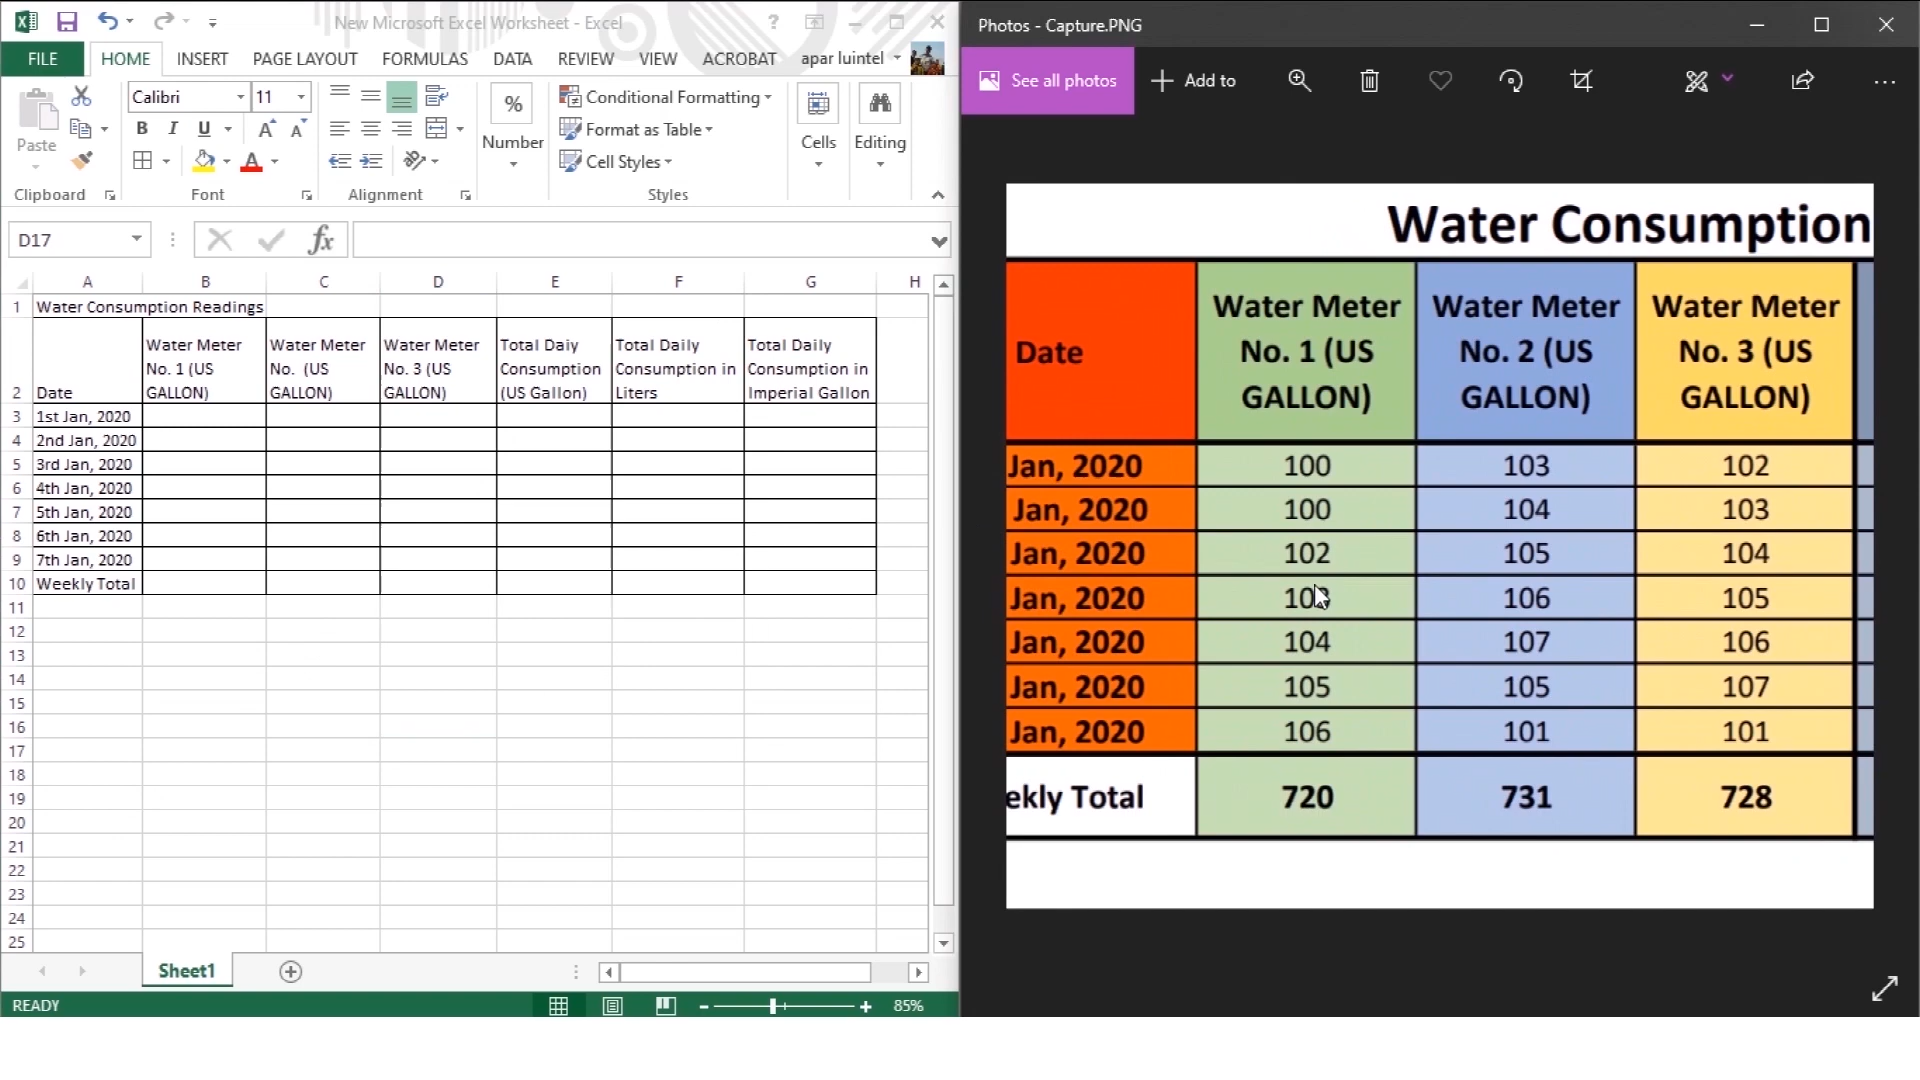 New Microsoft Excel Worksheet - Excel
FILE HOME INSERT PAGE LAYOUT FORMULAS DATA REVIEW VIEW ACROBAT apar luintel
Paste
Calibri 11
B I U
%
Number
Conditional Formatting
Format as Table
Cell Styles
Cells
Editing
Clipboard Font Alignment Styles
D17 fx
A B C D E F G H
1 Water Consumption Readings
2 Date
Water Meter No. 1 (US GALLON)
Water Meter No. (US GALLON)
Water Meter No. 3 (US GALLON)
Total Daiy Consumption (US Gallon)
Total Daily Consumption in Liters
Total Daily Consumption in Imperial Gallon
3 1st Jan, 2020
4 2nd Jan, 2020
5 3rd Jan, 2020
6 4th Jan, 2020
7 5th Jan, 2020
8 6th Jan, 2020
9 7th Jan, 2020
10 Weekly Total
11
12
13
14
15
16
17
18
19
20
21
22
23
24
25
Sheet1
READY 85%
Photos - Capture.PNG
See all photos Add to
Water Consumption
Date
Water Meter No. 1 (US GALLON)
Water Meter No. 2 (US GALLON)
Water Meter No. 3 (US GALLON)
Jan, 2020 100 103 102
Jan, 2020 100 104 103
Jan, 2020 102 105 104
Jan, 2020 106 105
Jan, 2020 104 107 106
Jan, 2020 105 105 107
Jan, 2020 106 101 101
ekly Total 720 731 728